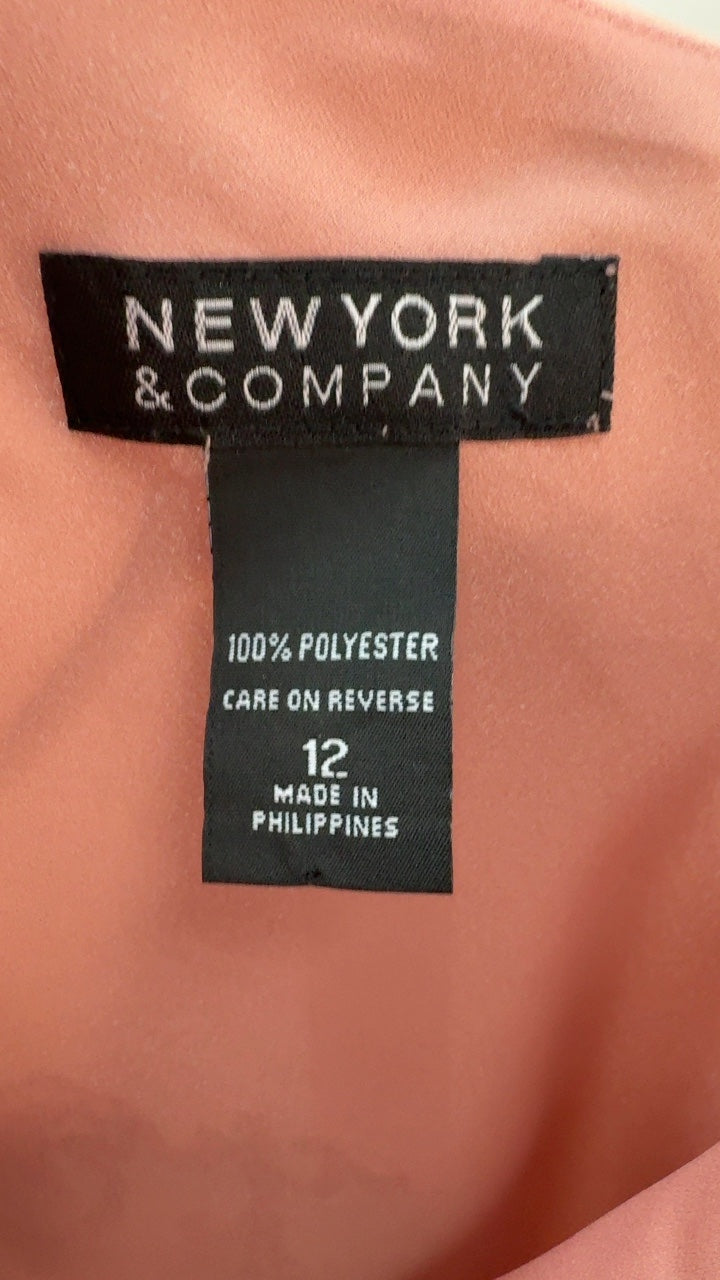 NEW YORK
& COMPANY
100% POLYESTER
CARE ON REVERSE
12
MADE IN
PHILIPPINES